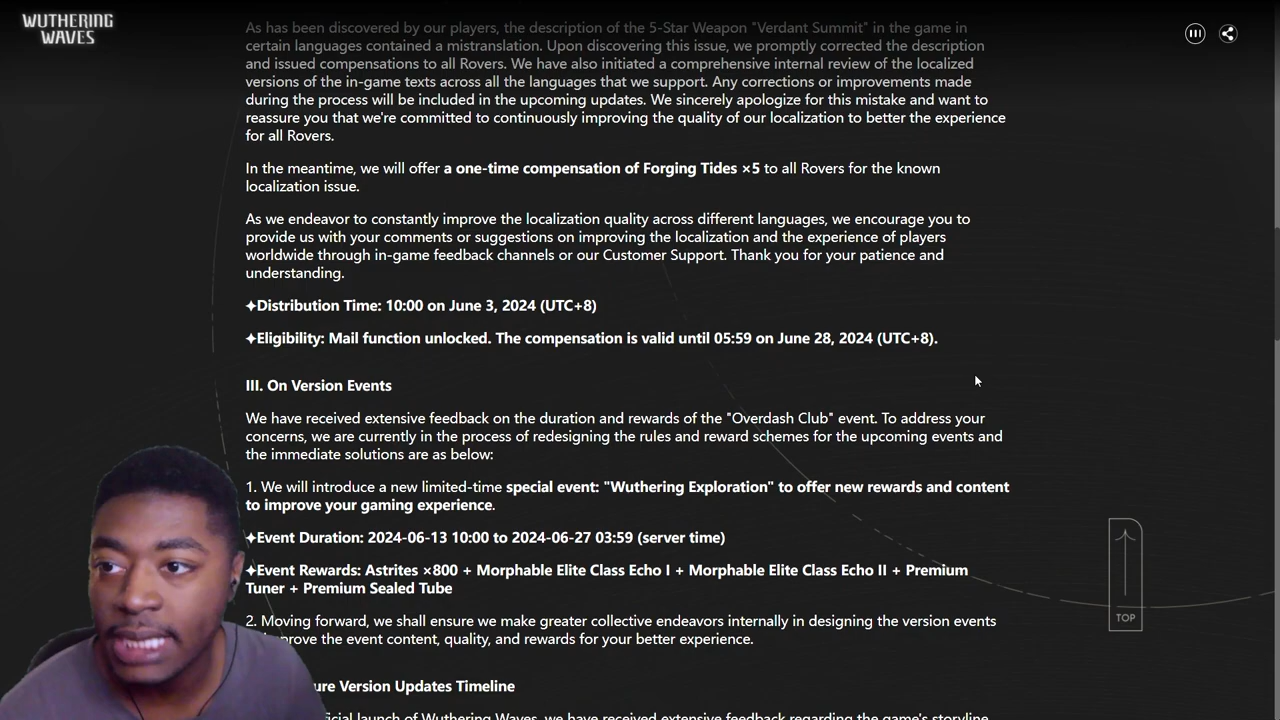 WUTHERING
WAVES
As has been discovered by our players, the description of the 5-Star Weapon "Verdant Summit" in the game in
certain languages contained a mistranslation. Upon discovering this issue, we promptly corrected the description
and issued compensations to all Rovers. We have also initiated a comprehensive internal review of the localized
versions of the in-game texts across all the languages that we support. Any corrections or improvements made
during the process will be included in the upcoming updates. We sincerely apologize for this mistake and want to
reassure you that we're committed to continuously improving the quality of our localization to better the experience
for all Rovers.
In the meantime, we will offer a one-time compensation of Forging Tides ×5 to all Rovers for the known
localization issue.
As we endeavor to constantly improve the localization quality across different languages, we encourage you to
provide us with your comments or suggestions on improving the localization and the experience of players
worldwide through in-game feedback channels or our Customer Support. Thank you for your patience and
understanding.
✦Distribution Time: 10:00 on June 3, 2024 (UTC+8)
✦Eligibility: Mail function unlocked. The compensation is valid until 05:59 on June 28, 2024 (UTC+8).
III. On Version Events
We have received extensive feedback on the duration and rewards of the "Overdash Club" event. To address your
concerns, we are currently in the process of redesigning the rules and reward schemes for the upcoming events and
the immediate solutions are as below:
1. We will introduce a new limited-time special event: "Wuthering Exploration" to offer new rewards and content
to improve your gaming experience.
✦Event Duration: 2024-06-13 10:00 to 2024-06-27 03:59 (server time)
✦Event Rewards: Astrites ×800 + Morphable Elite Class Echo I + Morphable Elite Class Echo II + Premium
Tuner + Premium Sealed Tube
2. Moving forward, we shall ensure we make greater collective endeavors internally in designing the version events
the event content, quality, and rewards for your better experience.
Version Updates Timeline
launch of Wuthering Waves, we have received extensive feedback regarding the game's storyline,
TOP